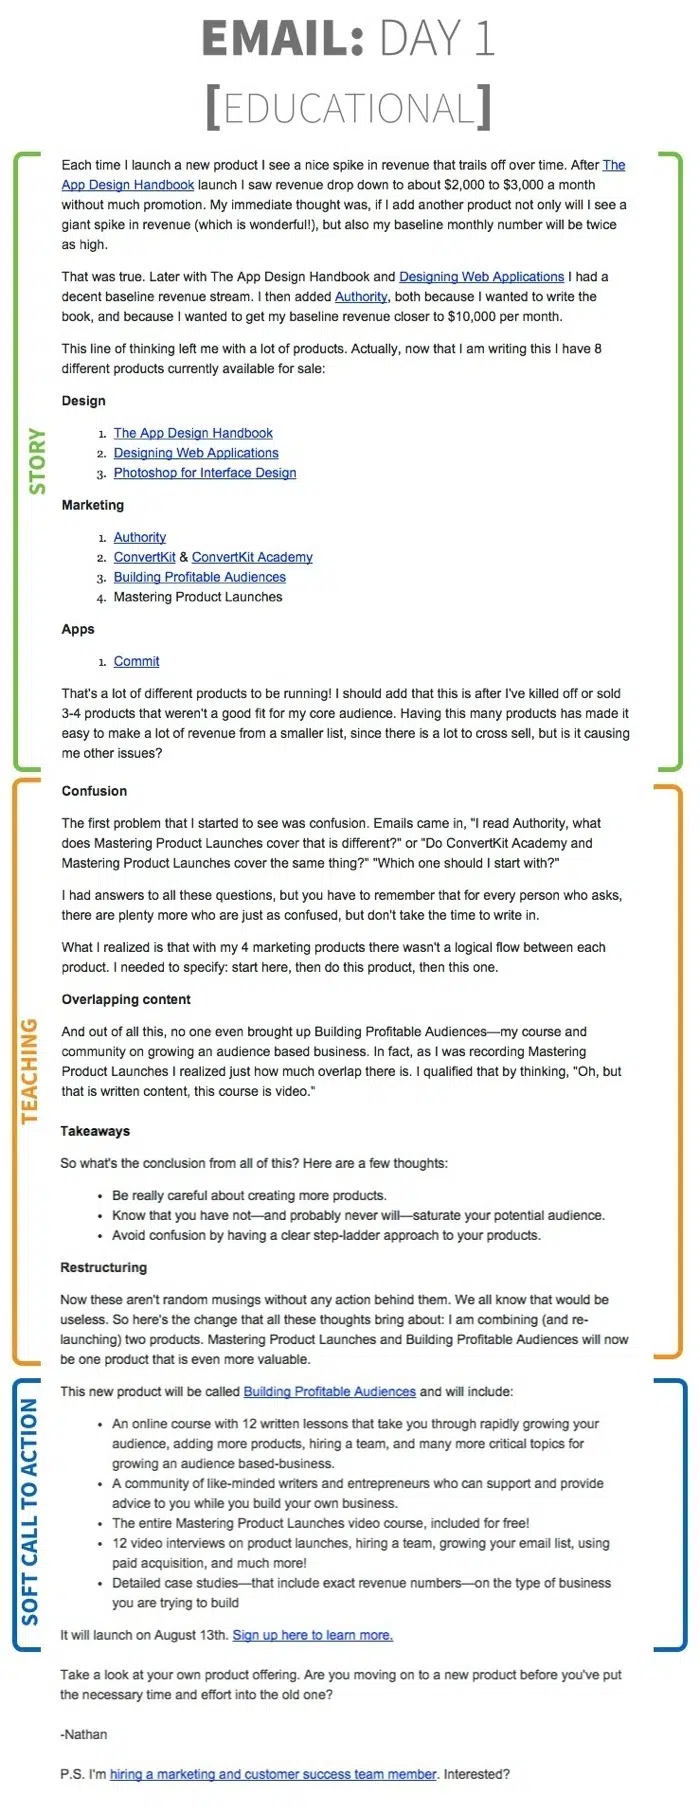 EMAIL: DAY 1
[EDUCATIONAL]
Each time I launch a new product I see a nice spike in revenue that trails off over time. After The
App Design Handbook launch I saw revenue drop down to about $2,000 to $3,000 a month
without much promotion. My immediate thought was, if I add another product not only will I see a
giant spike in revenue (which is wonderful!), but also my baseline monthly number will be twice
as high.
That was true. Later with The App Design Handbook and Designing Web Applications I had a
decent baseline revenue stream. I then added Authority, both because I wanted to write the
book, and because I wanted to get my baseline revenue closer to $10,000 per month.
This line of thinking left me with a lot of products. Actually, now that I am writing this I have 8
different products currently available for sale:
Design
1. The App Design Handbook
2. Designing Web Applications
3. Photoshop for Interface Design
STORY
Marketing
1. Authority
2. ConvertKit & ConvertKit Academy
3. Building Profitable Audiences
4. Mastering Product Launches
Apps
1. Commit
That's a lot of different products to be running! I should add that this is after I've killed off or sold
3-4 products that weren't a good fit for my core audience. Having this many products has made it
easy to make a lot of revenue from a smaller list, since there is a lot to cross sell, but is it causing
me other issues?
Confusion
The first problem that I started to see was confusion. Emails came in, "I read Authority, what
does Mastering Product Launches cover that is different?" or "Do ConvertKit Academy and
Mastering Product Launches cover the same thing?" "Which one should I start with?"
I had answers to all these questions, but you have to remember that for every person who asks,
there are plenty more who are just as confused, but don't take the time to write in.
What I realized is that with my 4 marketing products there wasn't a logical flow between each
product. I needed to specify: start here, then do this product, then this one.
Overlapping content
And out of all this, no one even brought up Building Profitable Audiences—my course and
community on growing an audience based business. In fact, as I was recording Mastering
Product Launches I realized just how much overlap there is. I qualified that by thinking, "Oh, but
that is written content, this course is video."
TEACHING
Takeaways
So what's the conclusion from all of this? Here are a few thoughts:
• Be really careful about creating more products.
• Know that you have not—and probably never will—saturate your potential audience.
• Avoid confusion by having a clear step-ladder approach to your products.
Restructuring
Now these aren't random musings without any action behind them. We all know that would be
useless. So here's the change that all these thoughts bring about: I am combining (and re-
launching) two products. Mastering Product Launches and Building Profitable Audiences will now
be one product that is even more valuable.
This new product will be called Building Profitable Audiences and will include:
• An online course with 12 written lessons that take you through rapidly growing your
audience, adding more products, hiring a team, and many more critical topics for
growing an audience based-business.
• A community of like-minded writers and entrepreneurs who can support and provide
advice to you while you build your own business.
• The entire Mastering Product Launches video course, included for free!
• 12 video interviews on product launches, hiring a team, growing your email list, using
paid acquisition, and much more!
• Detailed case studies—that include exact revenue numbers—on the type of business
you are trying to build
SOFT CALL TO ACTION
It will launch on August 13th. Sign up here to learn more.
Take a look at your own product offering. Are you moving on to a new product before you've put
the necessary time and effort into the old one?
-Nathan
P.S. I'm hiring a marketing and customer success team member. Interested?